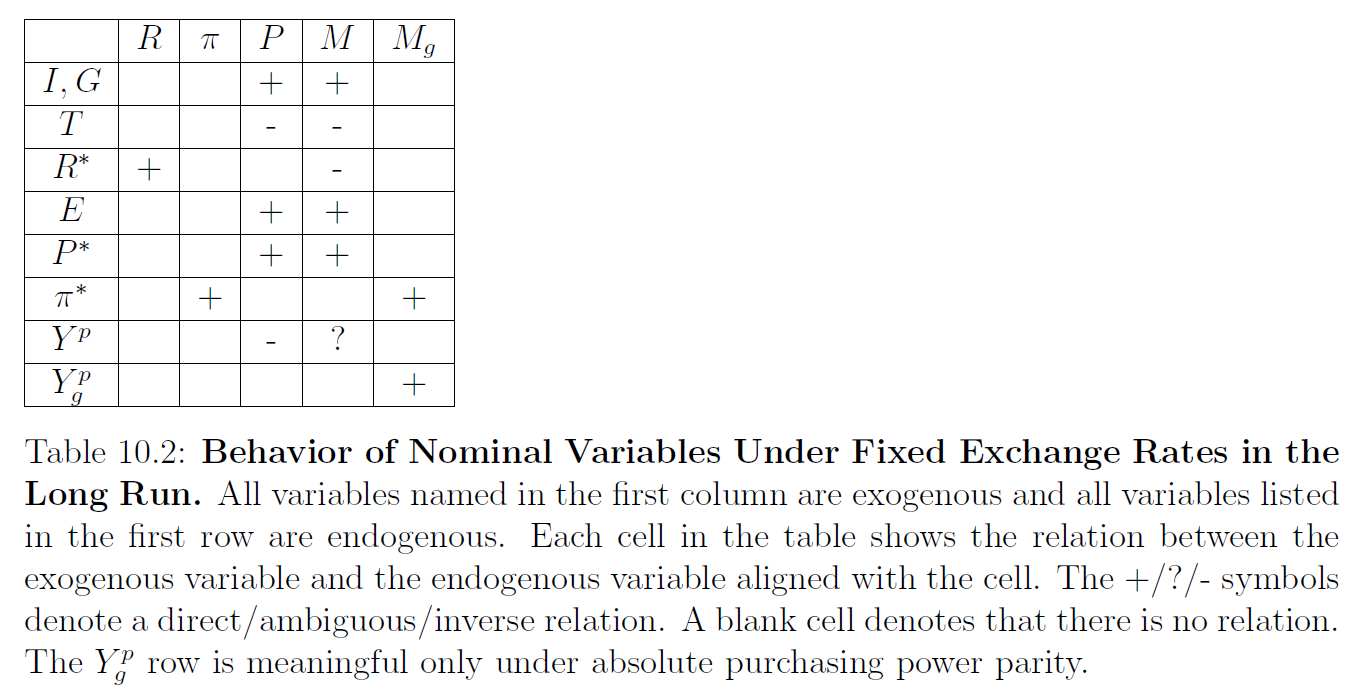 R π P M M_g
I, G + +
T - -
R* + -
E + +
P* + +
π* + +
Y^p - ?
Y_g^p +
Table 10.2: Behavior of Nominal Variables Under Fixed Exchange Rates in the
Long Run. All variables named in the first column are exogenous and all variables listed
in the first row are endogenous. Each cell in the table shows the relation between the
exogenous variable and the endogenous variable aligned with the cell. The +/?/- symbols
denote a direct/ambiguous/inverse relation. A blank cell denotes that there is no relation.
The Y_g^p row is meaningful only under absolute purchasing power parity.